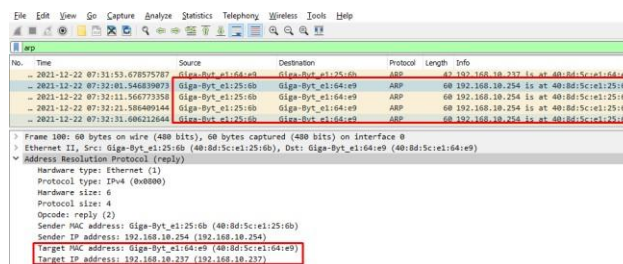 File Edit View Go Capture Analyze Statistics Telephony Wireless Tools Help
arp
No. Time Source Destination Protocol Length Info
2021-12-22 07:31:53.678575787 Giga-Byt_e1:64:e9 Giga-Byt_e1:25:6b ARP 42 192.168.10.237 is at 40:8d:5c:e1:64:
2021-12-22 07:32:01.546839073 Giga-Byt_e1:25:6b Giga-Byt_e1:64:e9 ARP 60 192.168.10.254 is at 40:8d:5c:e1:25:
2021-12-22 07:32:11.566773358 Giga-Byt_e1:25:6b Giga-Byt_e1:64:e9 ARP 60 192.168.10.254 is at 40:8d:5c:e1:25:
2021-12-22 07:32:21.586409144 Giga-Byt_e1:25:6b Giga-Byt_e1:64:e9 ARP 60 192.168.10.254 is at 40:8d:5c:e1:25:
2021-12-22 07:32:31.606212644 Giga-Byt_e1:25:6b Giga-Byt_e1:64:e9 ARP 60 192.168.10.254 is at 40:8d:5c:e1:25:
Frame 100: 60 bytes on wire (480 bits), 60 bytes captured (480 bits) on interface 0
Ethernet II, Src: Giga-Byt_e1:25:6b (40:8d:5c:e1:25:6b), Dst: Giga-Byt_e1:64:e9 (40:8d:5c:e1:64:e9)
Address Resolution Protocol (reply)
Hardware type: Ethernet (1)
Protocol type: IPv4 (0x0800)
Hardware size: 6
Protocol size: 4
Opcode: reply (2)
Sender MAC address: Giga-Byt_e1:25:6b (40:8d:5c:e1:25:6b)
Sender IP address: 192.168.10.254 (192.168.10.254)
Target MAC address: Giga-Byt_e1:64:e9 (40:8d:5c:e1:64:e9)
Target IP address: 192.168.10.237 (192.168.10.237)